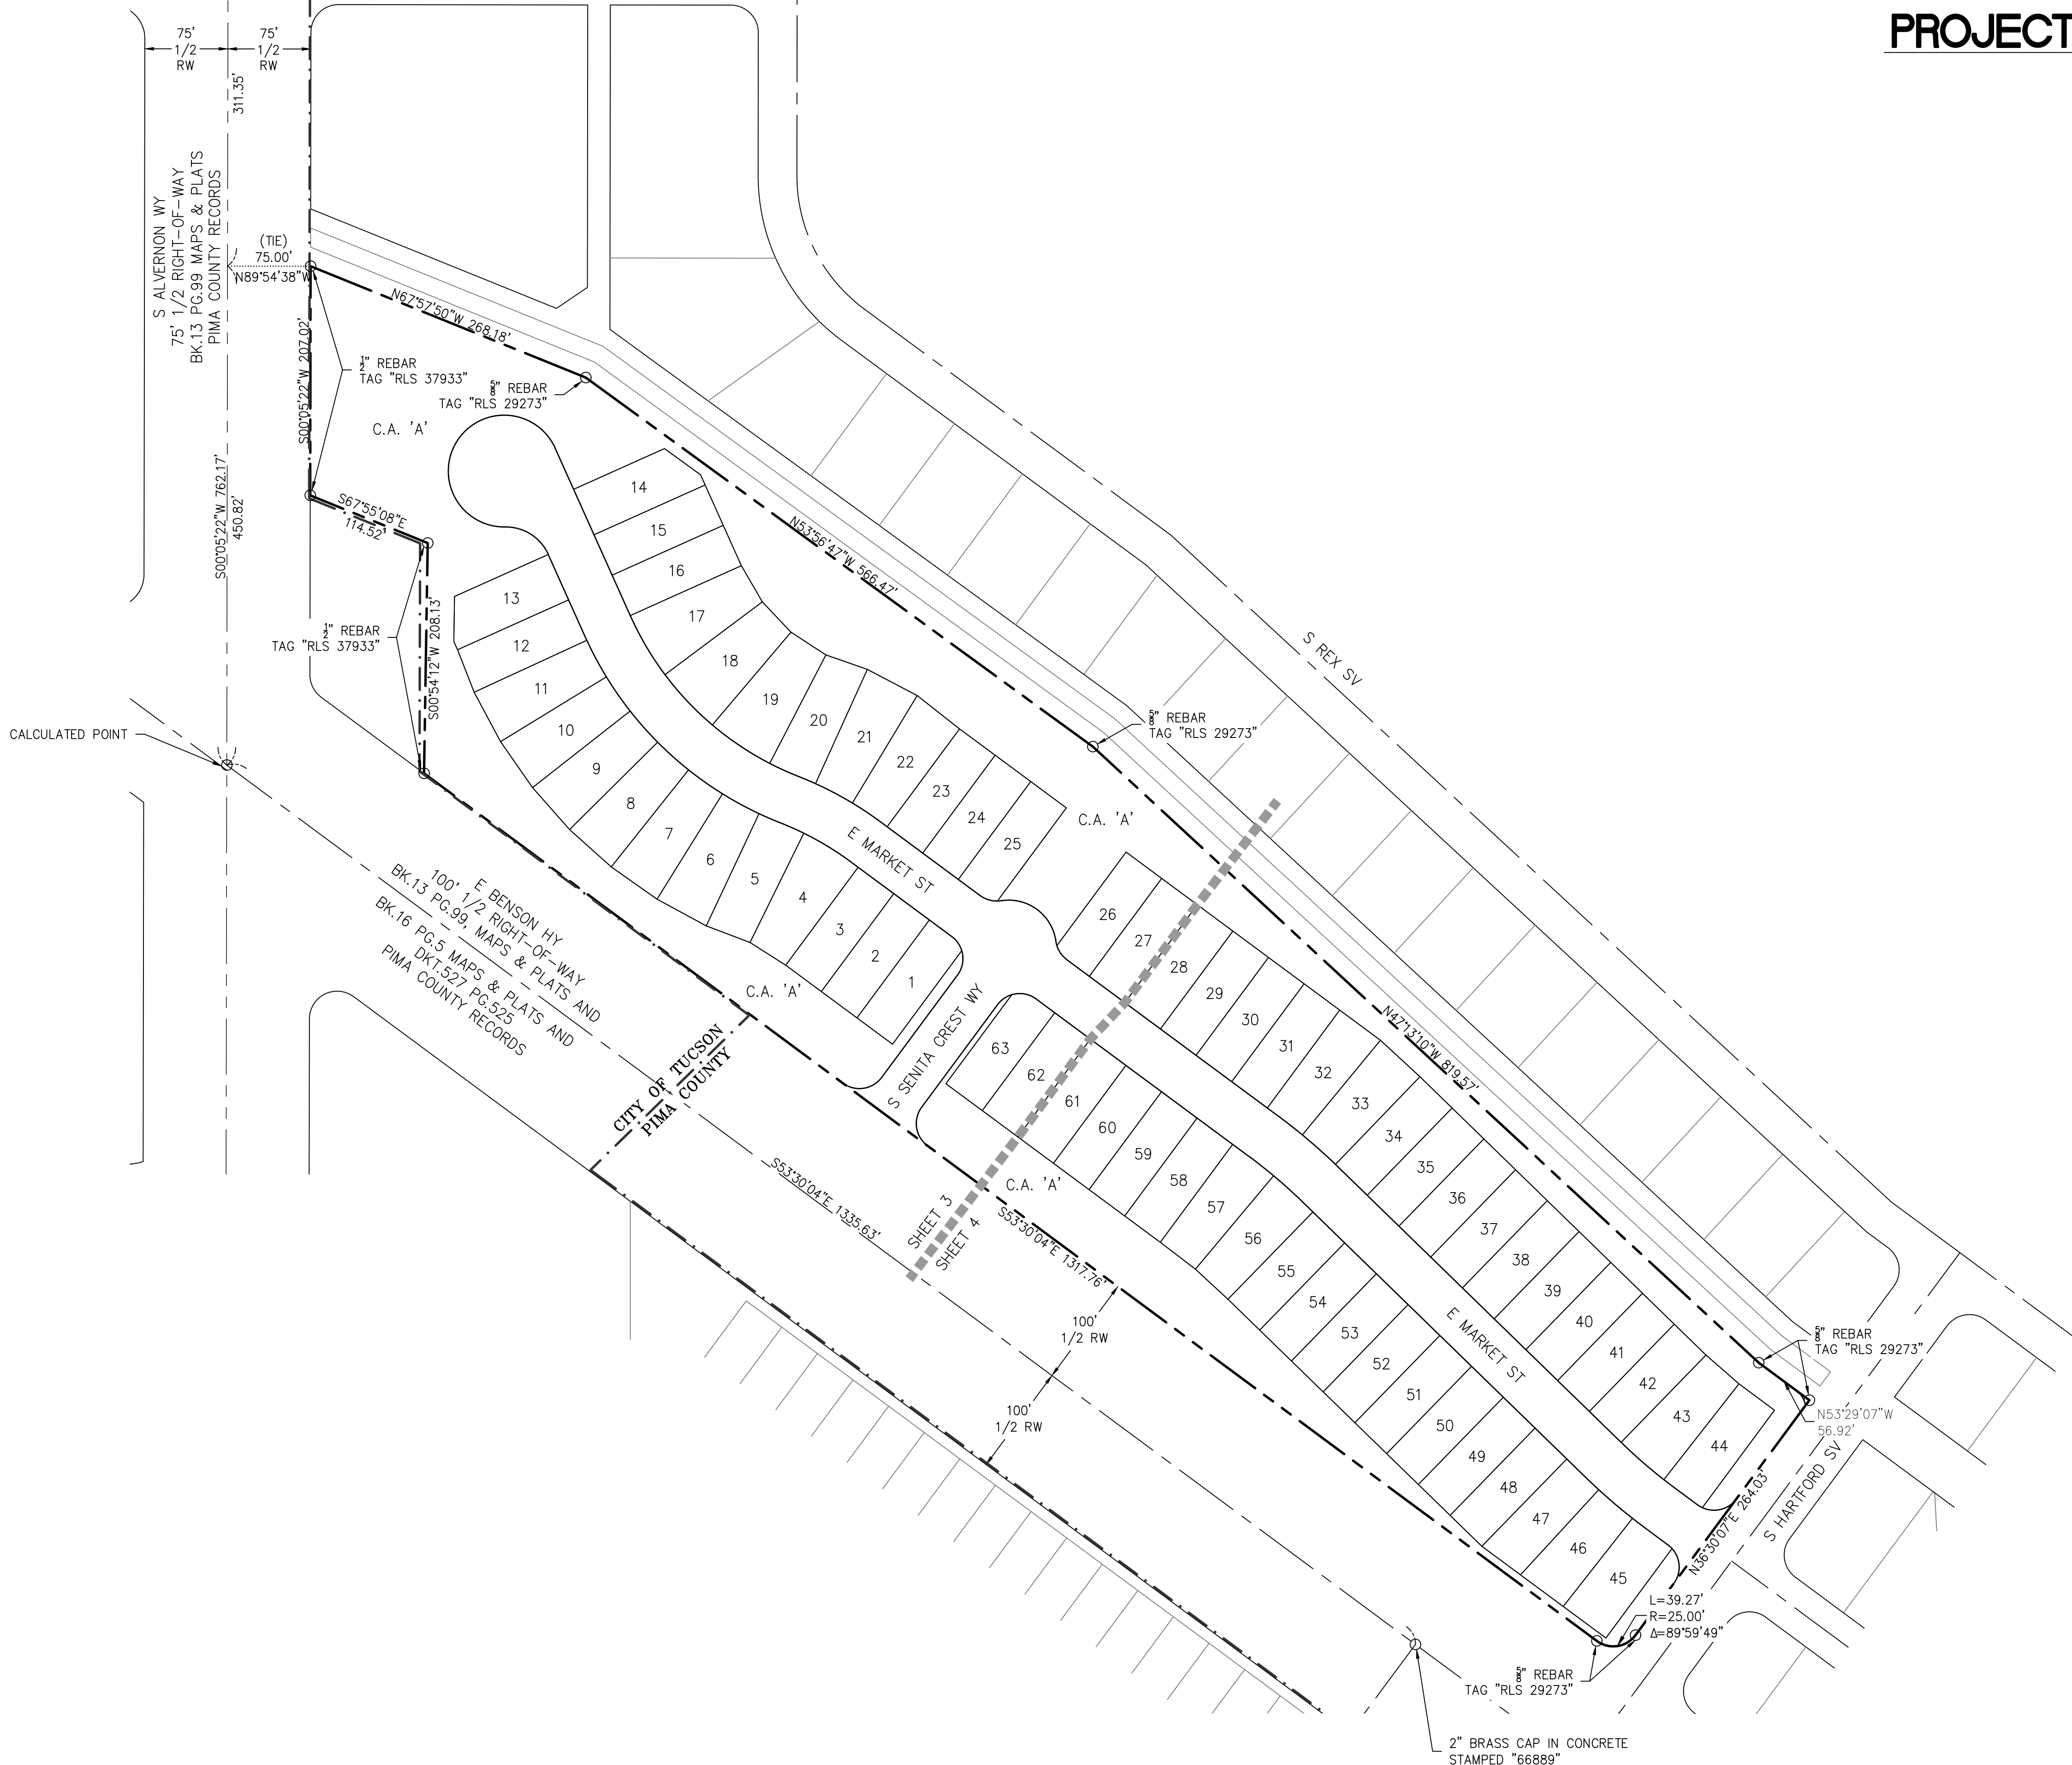 PROJECT
75'
1/2
RW
75'
1/2
RW
311.35'
S ALVERNON WY
75' 1/2 RIGHT-OF-WAY
BK.13 PG.99 MAPS & PLATS
PIMA COUNTY RECORDS
(TIE)
75.00'
N89°54'38"W
N67°57'50"W 268.18'
S00°05'22"W 207.02'
1/2" REBAR
TAG "RLS 37933"
5/8" REBAR
TAG "RLS 29273"
C.A. 'A'
S00°05'22"W 762.17'
450.82'
S67°55'08"E
114.52'
N53°56'47"W 566.47'
14
15
16
17
18
19
20
21
22
23
24
25
13
12
11
10
9
8
7
6
5
4
3
2
1
S00°54'12"W 208.13'
1/2" REBAR
TAG "RLS 37933"
S REX SV
5/8" REBAR
TAG "RLS 29273"
CALCULATED POINT
C.A. 'A'
E MARKET ST
E BENSON HY
100' 1/2 RIGHT-OF-WAY
BK.13 PG.99, MAPS & PLATS AND
BK.16 PG.5 MAPS & PLATS AND
DKT.527 PG.525
PIMA COUNTY RECORDS
C.A. 'A'
CITY OF TUCSON
PIMA COUNTY
S SENITA CREST WY
26
27
28
29
30
31
32
33
34
35
36
37
38
39
40
41
42
43
44
N47°13'10"W 819.57'
63
62
61
60
59
58
57
56
55
54
53
52
51
50
49
48
47
46
45
C.A. 'A'
SHEET 3
SHEET 4
S53°30'04"E 1335.63'
S53°30'04"E 1317.76'
100'
1/2 RW
100'
1/2 RW
E MARKET ST
5/8" REBAR
TAG "RLS 29273"
N53°29'07"W
56.92'
S HARTFORD SV
N36°30'07"E 264.03'
L=39.27'
R=25.00'
Δ=89°59'49"
5/8" REBAR
TAG "RLS 29273"
2" BRASS CAP IN CONCRETE
STAMPED "66889"